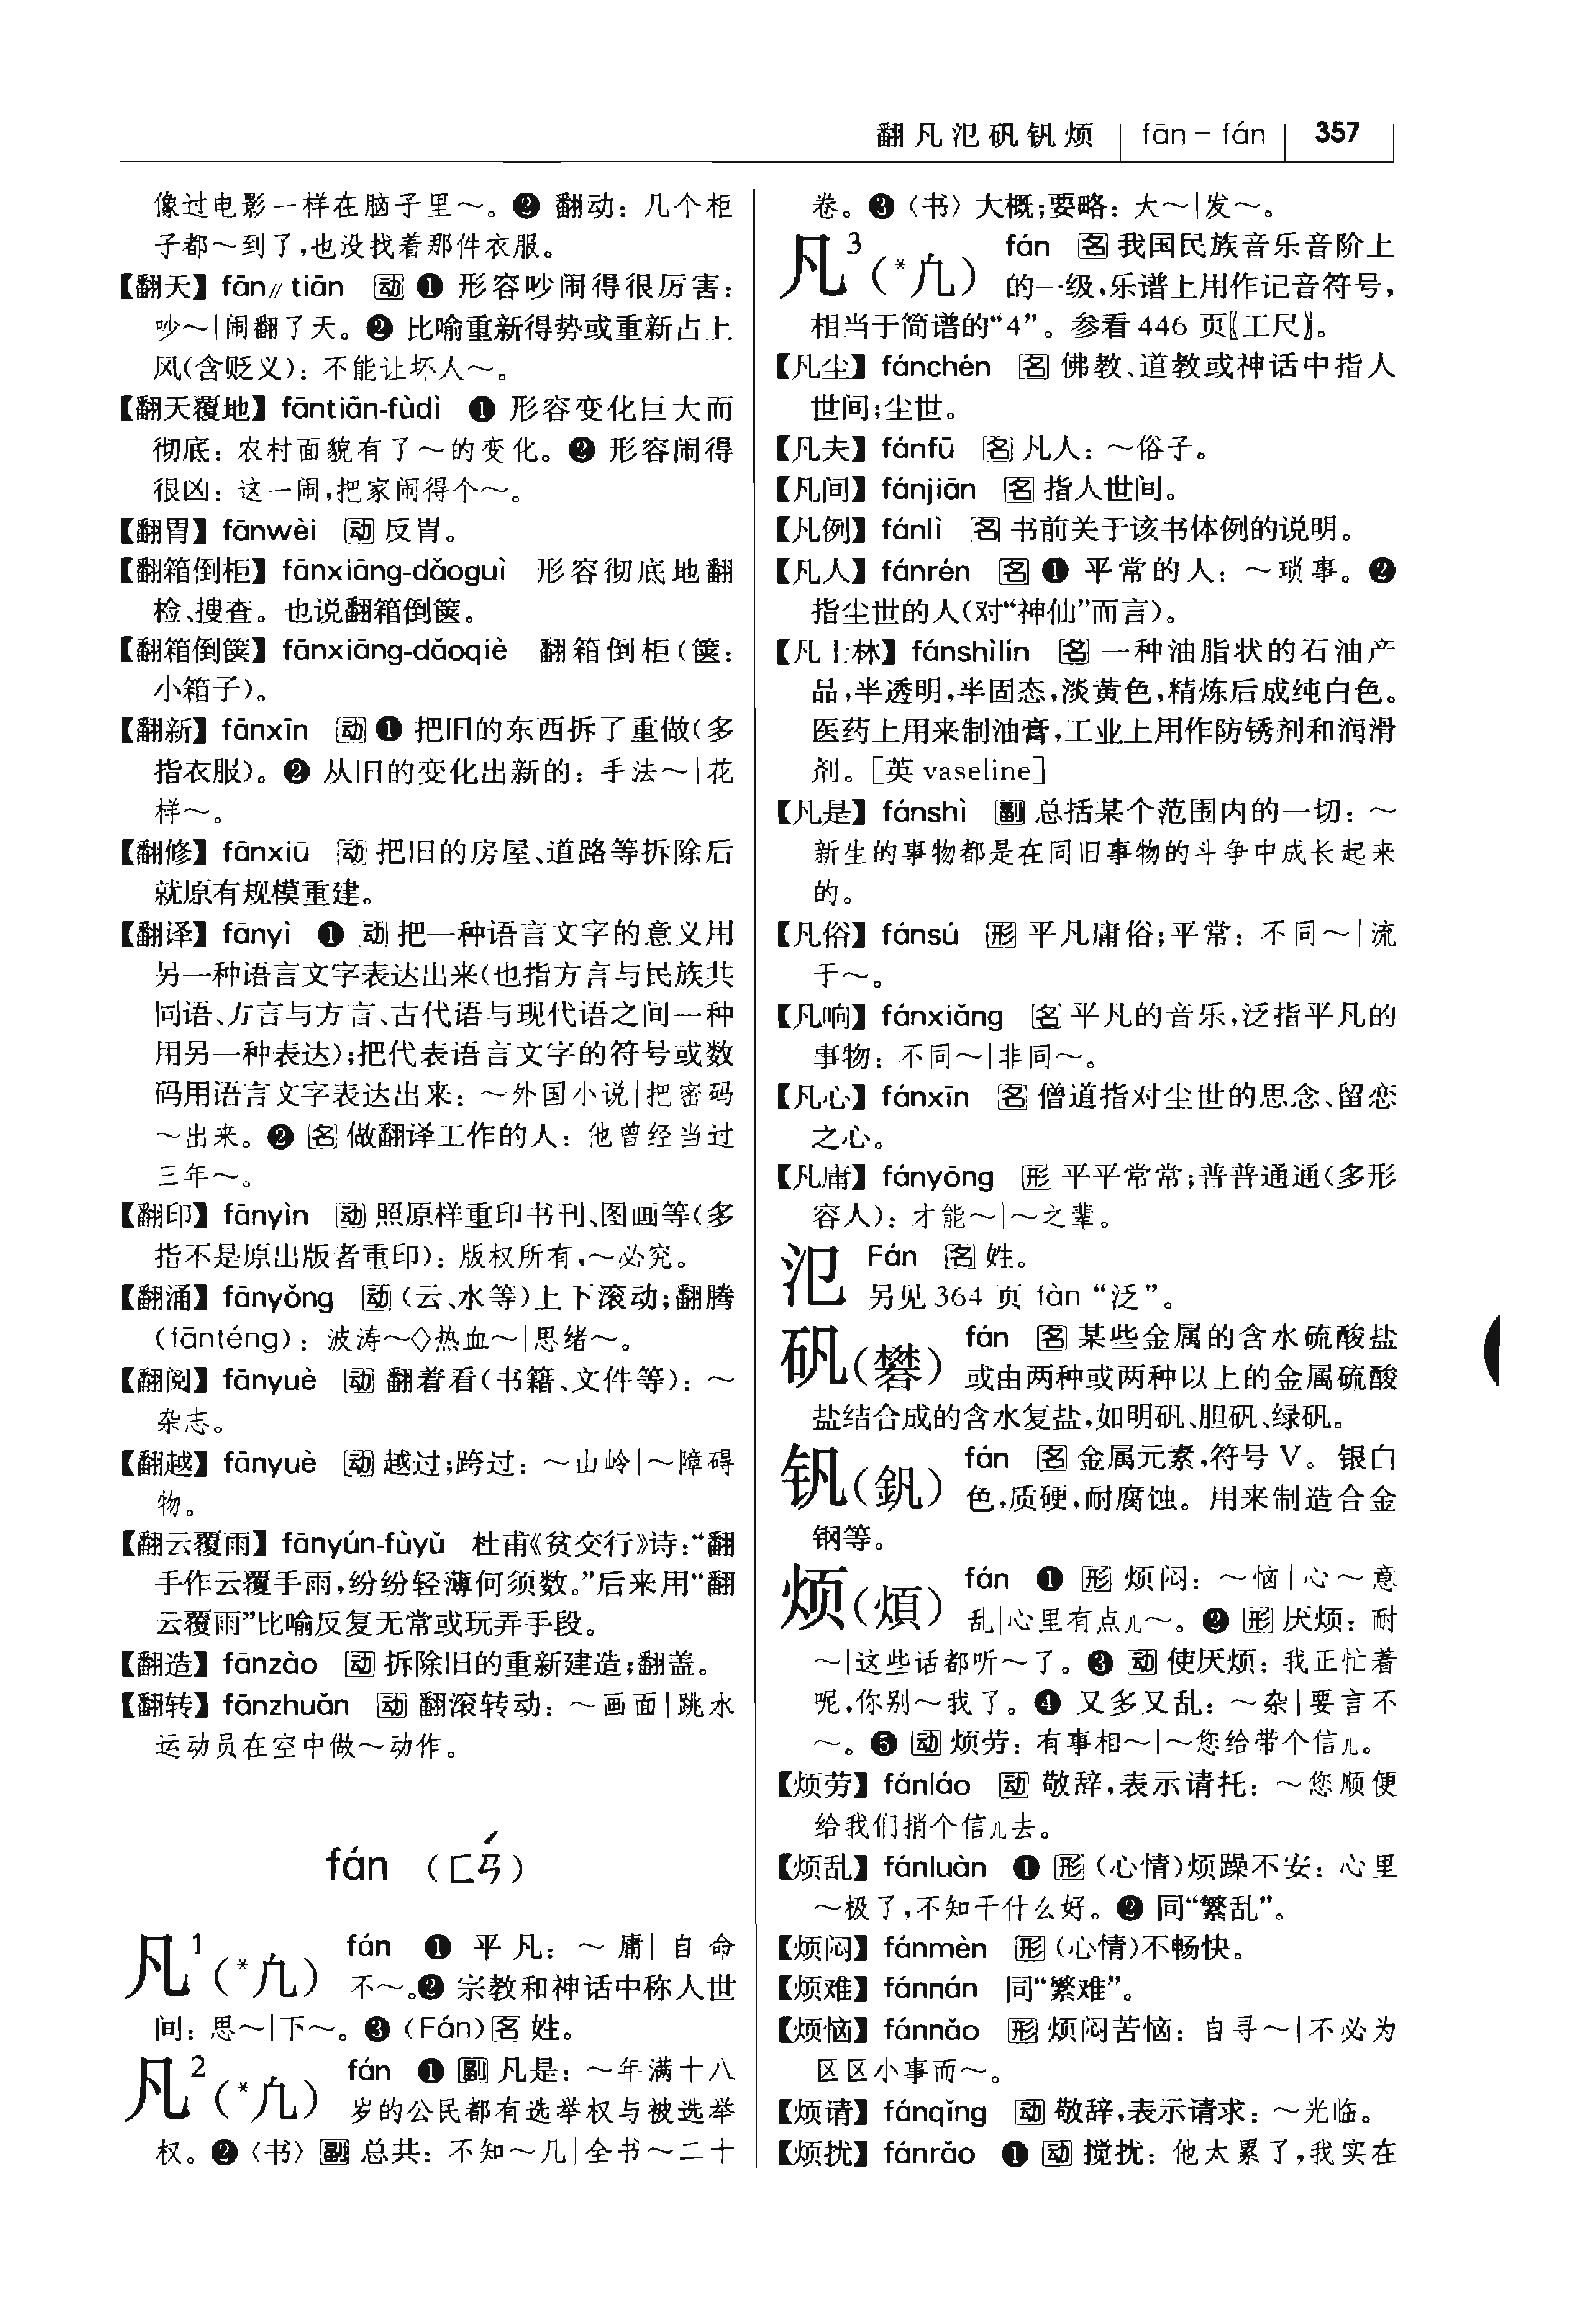 翻凡氾矾钒烦 fān－fán 357
像过电影一样在脑子里～。❷ 翻动：几个柜
子都～到了，也没找着那件衣服。
【翻天】fān∥tiān 动 ❶ 形容吵闹得很厉害：
吵～|闹翻了天。❷ 比喻重新得势或重新占上
风(含贬义)：不能让坏人～。
【翻天覆地】fāntiān-fùdì ❶ 形容变化巨大而
彻底：农村面貌有了～的变化。❷ 形容闹得
很凶：这一闹，把家闹得个～。
【翻胃】fānwèi 动 反胃。
【翻箱倒柜】fānxiāng-dǎoguì 形容彻底地翻
检、搜查。也说翻箱倒箧。
【翻箱倒箧】fānxiāng-dǎoqiè 翻箱倒柜(箧：
小箱子)。
【翻新】fānxīn 动 ❶ 把旧的东西拆了重做(多
指衣服)。❷ 从旧的变化出新的：手法～|花
样～。
【翻修】fānxiū 动 把旧的房屋、道路等拆除后
就原有规模重建。
【翻译】fānyì ❶ 动 把一种语言文字的意义用
另一种语言文字表达出来(也指方言与民族共
同语、方言与方言、古代语与现代语之间一种
用另一种表达)；把代表语言文字的符号或数
码用语言文字表达出来：～外国小说|把密码
～出来。❷ 名 做翻译工作的人：他曾经当过
三年～。
【翻印】fānyìn 动 照原样重印书刊、图画等(多
指不是原出版者重印)：版权所有，～必究。
【翻涌】fānyǒng 动 (云、水等)上下滚动；翻腾
(fānténg)：波涛～◇热血～|思绪～。
【翻阅】fānyuè 动 翻着看(书籍、文件等)：～
杂志。
【翻越】fānyuè 动 越过；跨过：～山岭|～障碍
物。
【翻云覆雨】fānyún-fùyǔ 杜甫《贫交行》诗：“翻
手作云覆手雨，纷纷轻薄何须数。”后来用“翻
云覆雨”比喻反复无常或玩弄手段。
【翻造】fānzào 动 拆除旧的重新建造；翻盖。
【翻转】fānzhuǎn 动 翻滚转动：～画面|跳水
运动员在空中做～动作。
fán （ㄈㄢˊ）
凡¹(*凢) fán ❶ 平凡：～庸|自命
不～。❷ 宗教和神话中称人世
间：思～|下～。❸ (Fán)名 姓。
凡²(*凢) fán ❶ 副 凡是：～年满十八
岁的公民都有选举权与被选举
权。❷〈书〉副 总共：不知～几|全书～二十
卷。❸〈书〉大概；要略：大～|发～。
凡³(*凢) fán 名 我国民族音乐音阶上
的一级，乐谱上用作记音符号，
相当于简谱的“4”。参看446 页〖工尺〗。
【凡尘】fánchén 名 佛教、道教或神话中指人
世间；尘世。
【凡夫】fánfū 名 凡人：～俗子。
【凡间】fánjiān 名 指人世间。
【凡例】fánlì 名 书前关于该书体例的说明。
【凡人】fánrén 名 ❶ 平常的人：～琐事。❷
指尘世的人(对“神仙”而言)。
【凡士林】fánshìlín 名 一种油脂状的石油产
品，半透明，半固态，淡黄色，精炼后成纯白色。
医药上用来制油膏，工业上用作防锈剂和润滑
剂。[英 vaseline]
【凡是】fánshì 副 总括某个范围内的一切：～
新生的事物都是在同旧事物的斗争中成长起来
的。
【凡俗】fánsú 形 平凡庸俗；平常：不同～|流
于～。
【凡响】fánxiǎng 名 平凡的音乐，泛指平凡的
事物：不同～|非同～。
【凡心】fánxīn 名 僧道指对尘世的思念、留恋
之心。
【凡庸】fányōng 形 平平常常；普普通通(多形
容人)：才能～|～之辈。
氾 Fán 名 姓。
另见364 页 fàn “泛”。
矾(礬) fán 名 某些金属的含水硫酸盐
或由两种或两种以上的金属硫酸
盐结合成的含水复盐，如明矾、胆矾、绿矾。
钒(釩) fán 名 金属元素，符号 V。银白
色，质硬，耐腐蚀。用来制造合金
钢等。
烦(煩) fán ❶ 形 烦闷：～恼|心～意
乱|心里有点儿～。❷ 形 厌烦：耐
～|这些话都听～了。❸ 动 使厌烦：我正忙着
呢，你别～我了。❹ 又多又乱：～杂|要言不
～。❺ 动 烦劳：有事相～|～您给带个信儿。
【烦劳】fánláo 动 敬辞，表示请托：～您顺便
给我们捎个信儿去。
【烦乱】fánluàn ❶ 形 (心情)烦躁不安：心里
～极了，不知干什么好。❷ 同“繁乱”。
【烦闷】fánmèn 形 (心情)不畅快。
【烦难】fánnán 同“繁难”。
【烦恼】fánnǎo 形 烦闷苦恼：自寻～|不必为
区区小事而～。
【烦请】fánqǐng 动 敬辞，表示请求：～光临。
【烦扰】fánrǎo ❶ 动 搅扰：他太累了，我实在